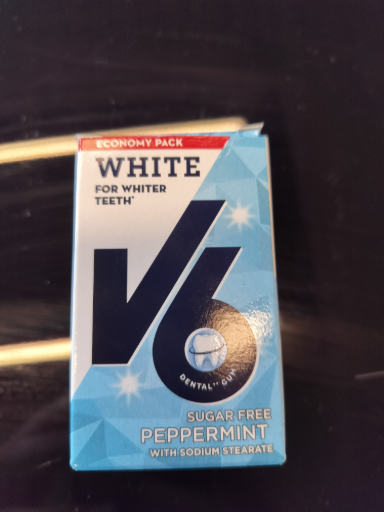 ECONOMY PACK
WHITE
FOR WHITER
TEETH*
V6
DENTAL** GUM
SUGAR FREE
PEPPERMINT
WITH SODIUM STEARATE